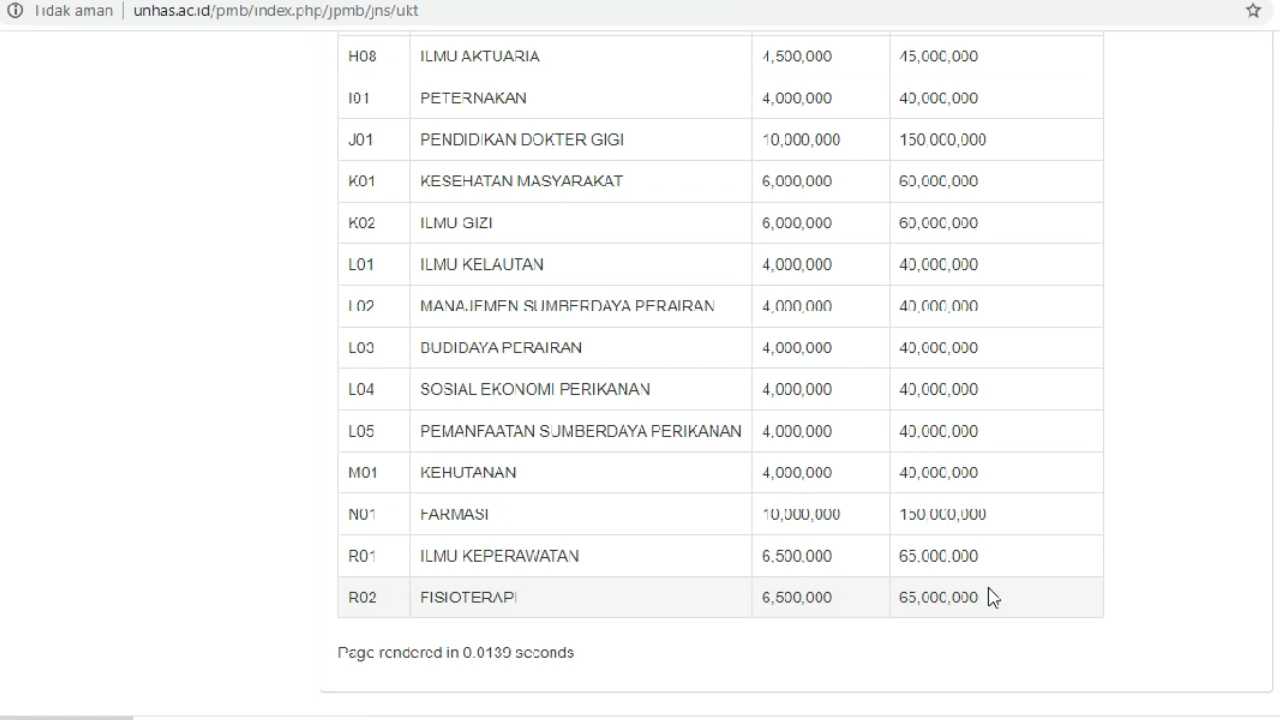 Tidak aman | unhas.ac.id/pmb/index.php/jpmb/jns/ukt
H08 ILMU AKTUARIA 4,500,000 45,000,000
I01 PETERNAKAN 4,000,000 40,000,000
J01 PENDIDIKAN DOKTER GIGI 10,000,000 150,000,000
K01 KESEHATAN MASYARAKAT 6,000,000 60,000,000
K02 ILMU GIZI 6,000,000 60,000,000
L01 ILMU KELAUTAN 4,000,000 40,000,000
L02 MANAJEMEN SUMBERDAYA PERAIRAN 4,000,000 40,000,000
L03 BUDIDAYA PERAIRAN 4,000,000 40,000,000
L04 SOSIAL EKONOMI PERIKANAN 4,000,000 40,000,000
L05 PEMANFAATAN SUMBERDAYA PERIKANAN 4,000,000 40,000,000
M01 KEHUTANAN 4,000,000 40,000,000
N01 FARMASI 10,000,000 150,000,000
R01 ILMU KEPERAWATAN 6,500,000 65,000,000
R02 FISIOTERAPI 6,500,000 65,000,000
Page rendered in 0.0139 seconds